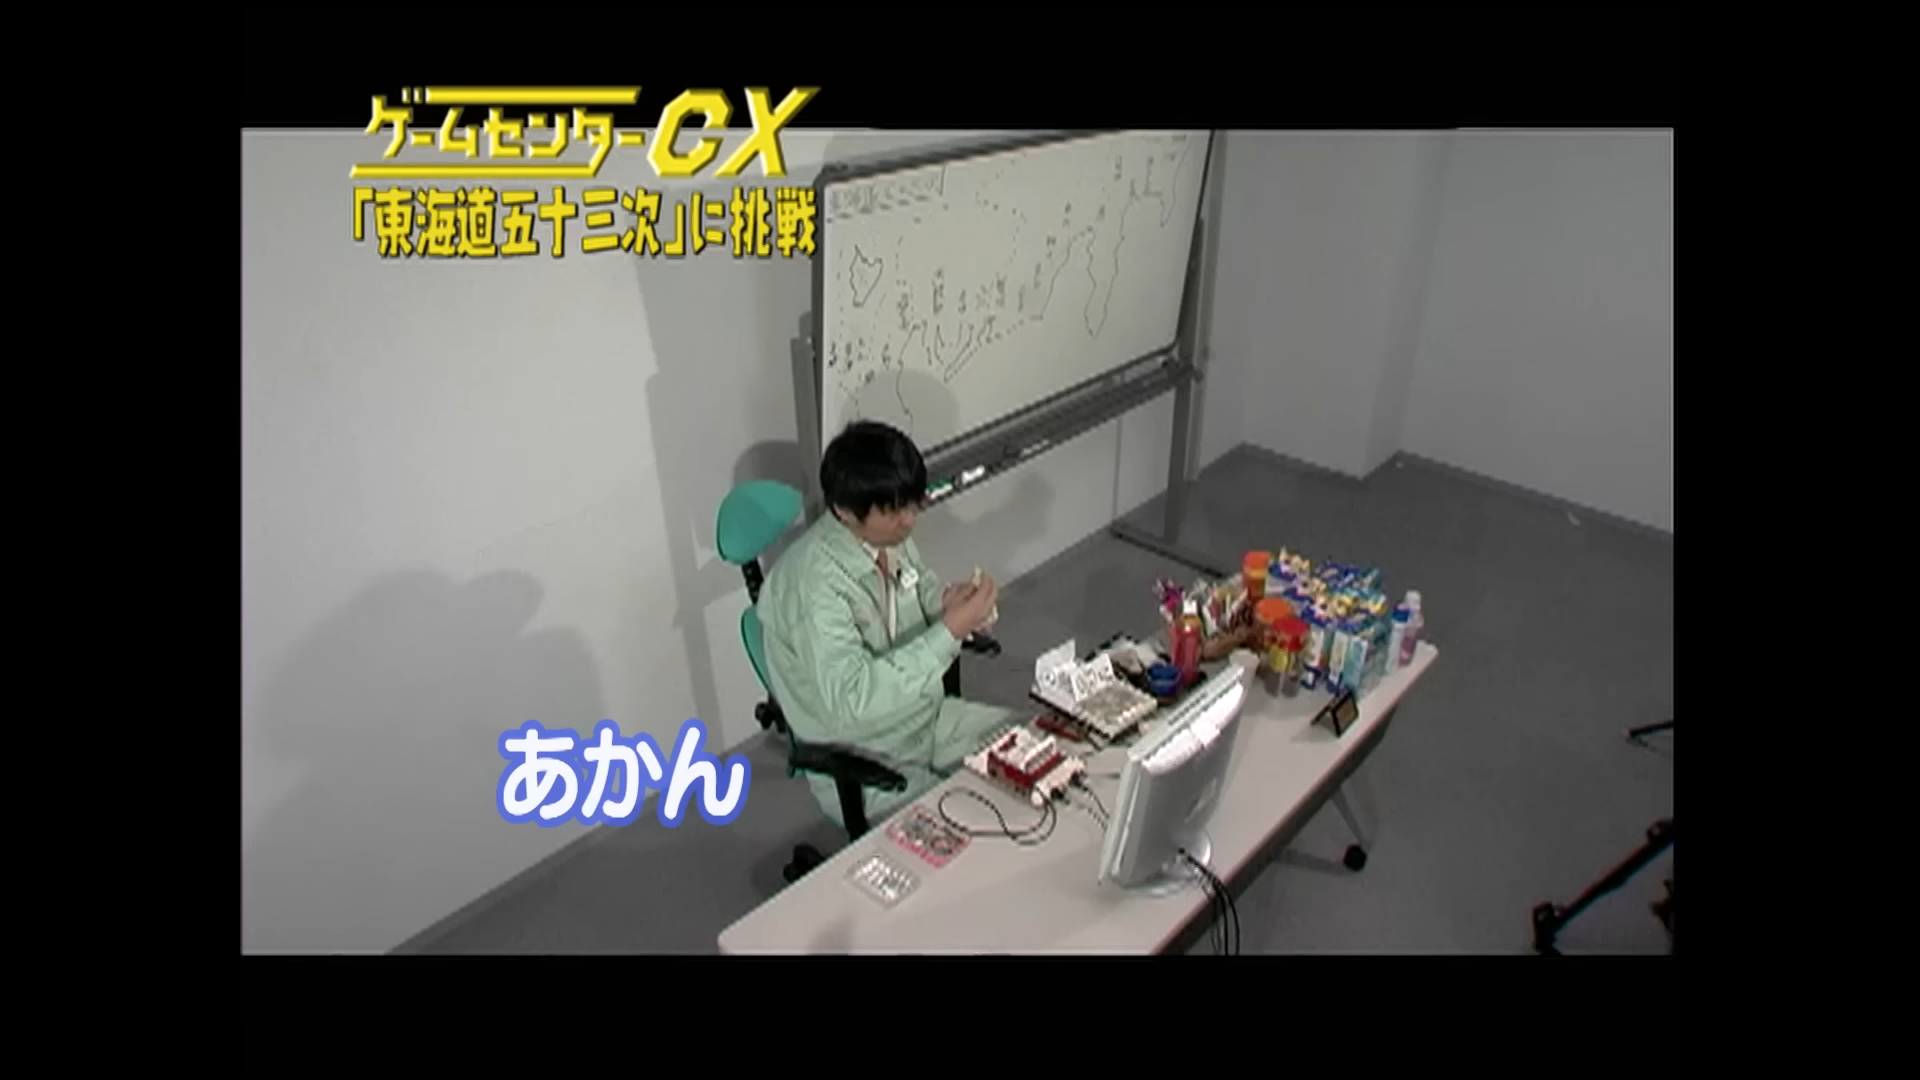 ゲームセンターCX
「東海道五十三次」に挑戦
あかん